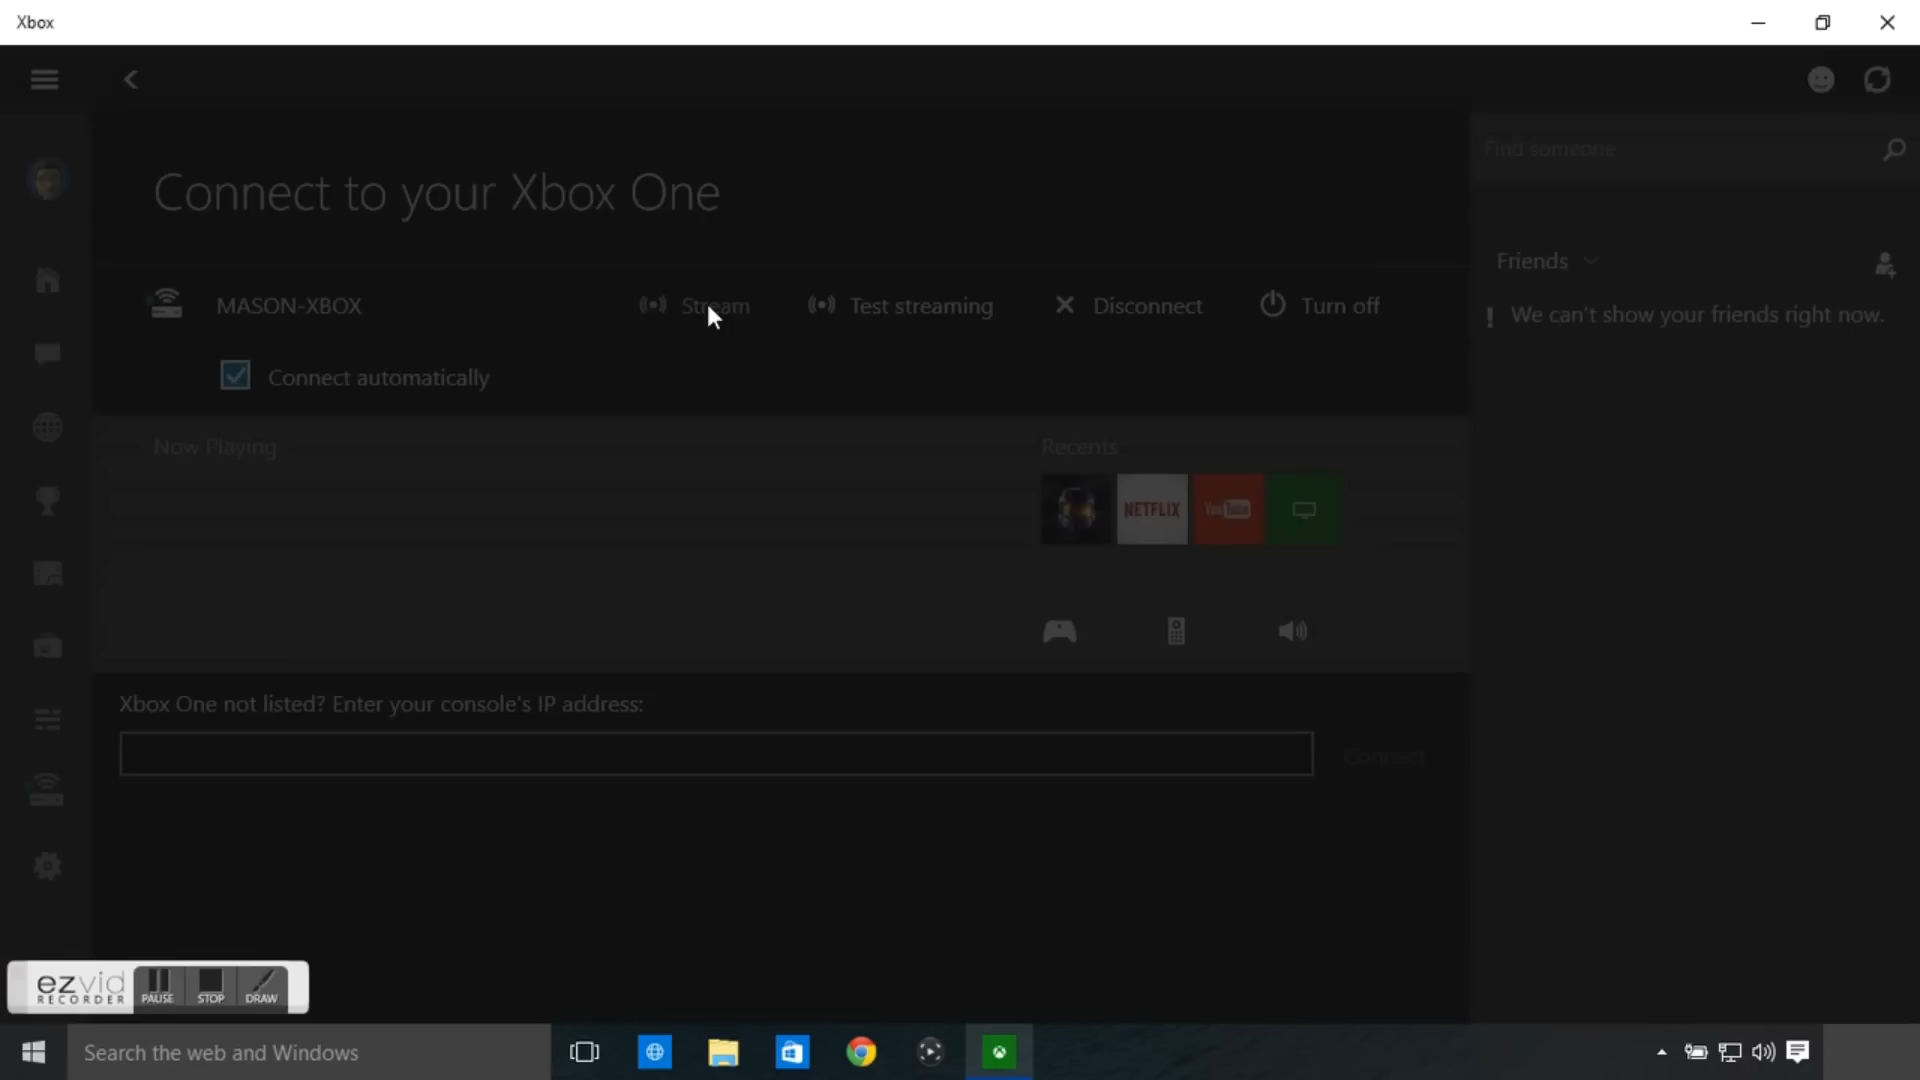 Xbox
Connect to your Xbox One
Find someone
Friends
We can't show your friends right now.
MASON-XBOX
Stream
Test streaming
Disconnect
Turn off
Connect automatically
Now Playing
Recents
NETFLIX
YouTube
Xbox One not listed? Enter your console's IP address:
Connect
ezvid
RECORDER
PAUSE
STOP
DRAW
Search the web and Windows